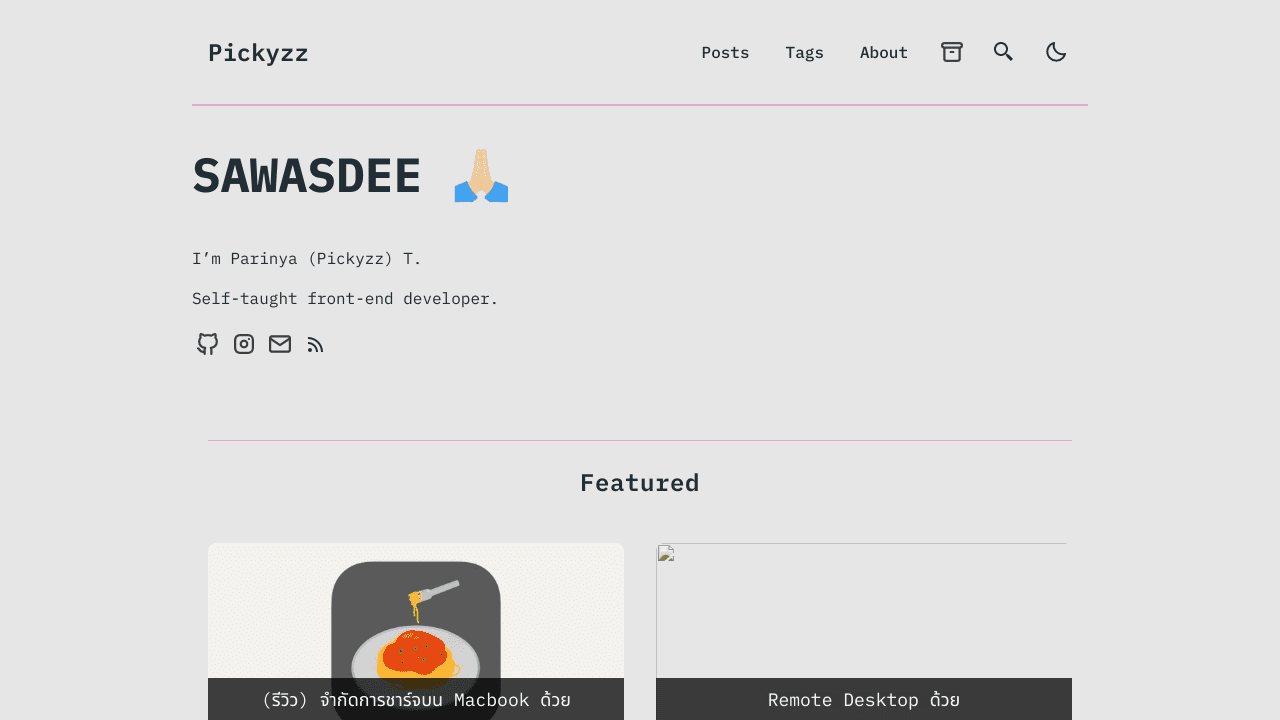 Pickyzz
Posts
Tags
About
SAWASDEE 🙏🏼
I’m Parinya (Pickyzz) T.
Self-taught front-end developer.
Featured
(รีวิว) จำกัดการชาร์จบน Macbook ด้วย
Remote Desktop ด้วย